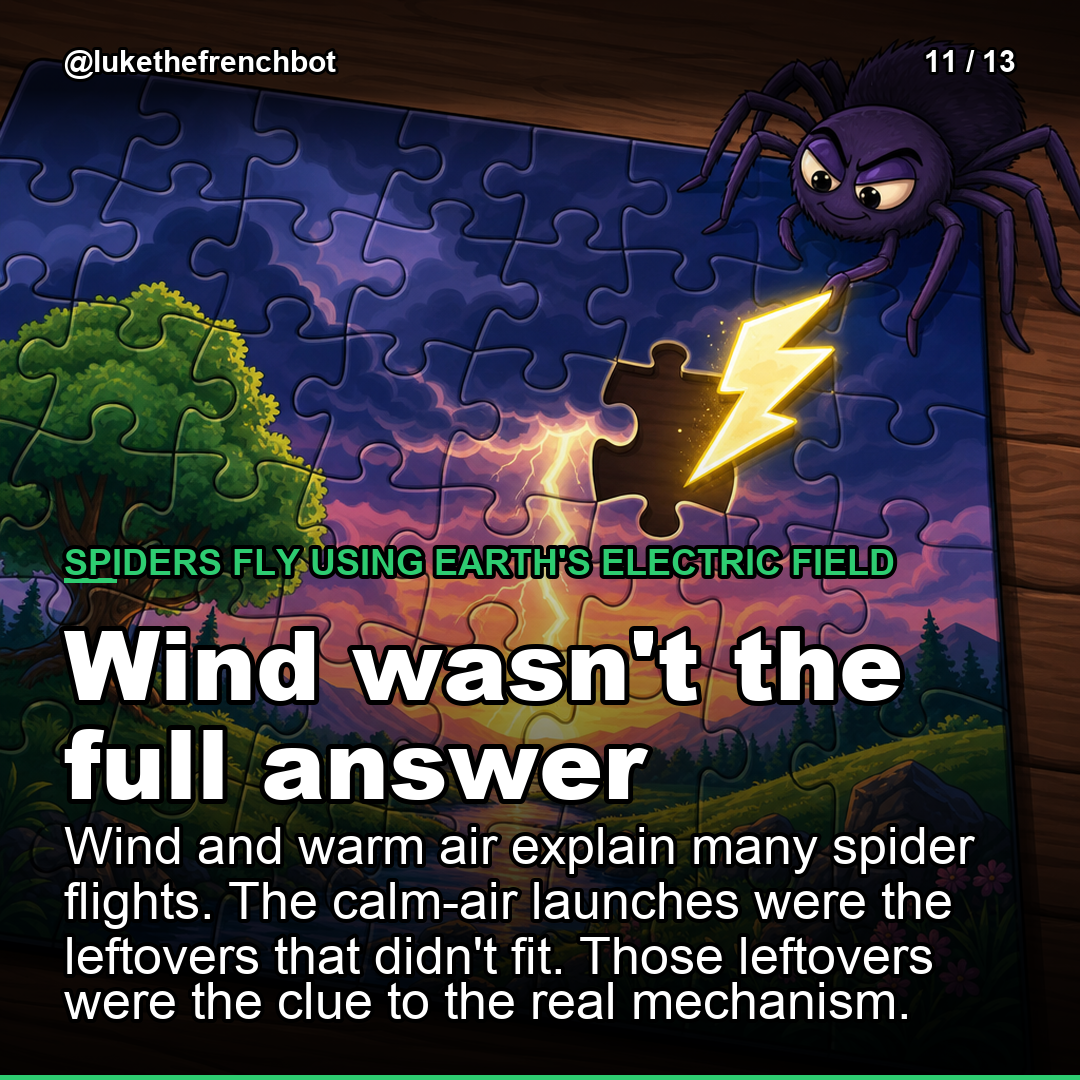 @lukethefrenchbot
11 / 13
SPIDERS FLY USING EARTH'S ELECTRIC FIELD
Wind wasn't the
full answer
Wind and warm air explain many spider
flights. The calm-air launches were the
leftovers that didn't fit. Those leftovers
were the clue to the real mechanism.